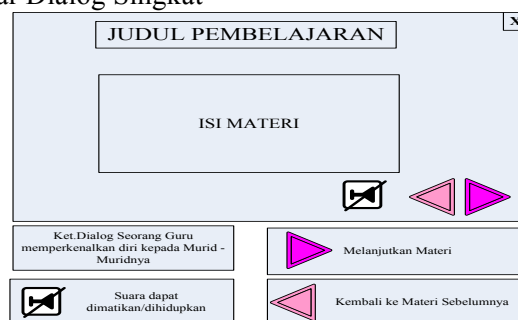 Dialog Singkat
JUDUL PEMBELAJARAN
X
ISI MATERI
Ket.Dialog Seorang Guru
memperkenalkan diri kepada Murid -
Muridnya
Melanjutkan Materi
Suara dapat
dimatikan/dihidupkan
Kembali ke Materi Sebelumnya